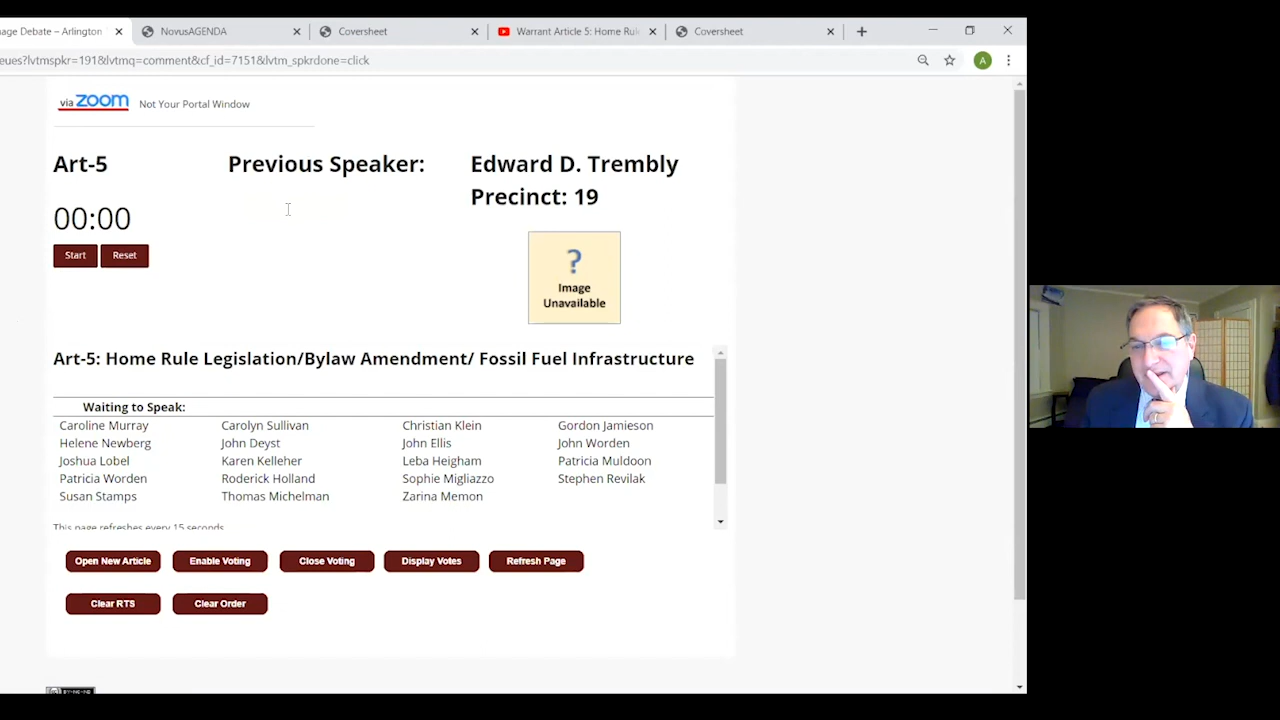 age Debate – Arlington
NovusAGENDA
Coversheet
Warrant Article 5: Home Rul
Coversheet
eues?lvtmspkr=191&lvtmq=comment&cf_id=7151&lvtm_spkrdone=click
A
via zoom Not Your Portal Window
Art-5 Previous Speaker: Edward D. Trembly
Precinct: 19
00:00
Start Reset
?
Image
Unavailable
Art-5: Home Rule Legislation/Bylaw Amendment/ Fossil Fuel Infrastructure
Waiting to Speak:
Caroline Murray Carolyn Sullivan Christian Klein Gordon Jamieson
Helene Newberg John Deyst John Ellis John Worden
Joshua Lobel Karen Kelleher Leba Heigham Patricia Muldoon
Patricia Worden Roderick Holland Sophie Migliazzo Stephen Revilak
Susan Stamps Thomas Michelman Zarina Memon
This page refreshes every 15 seconds
Open New Article Enable Voting Close Voting Display Votes Refresh Page
Clear RTS Clear Order
BY-NC-ND